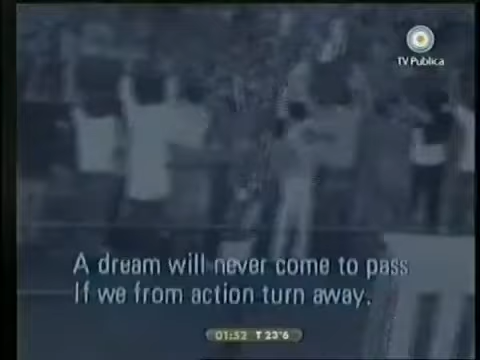 TV Publica
A dream will never come to pass
If we from action turn away.
01:52 T 23°6